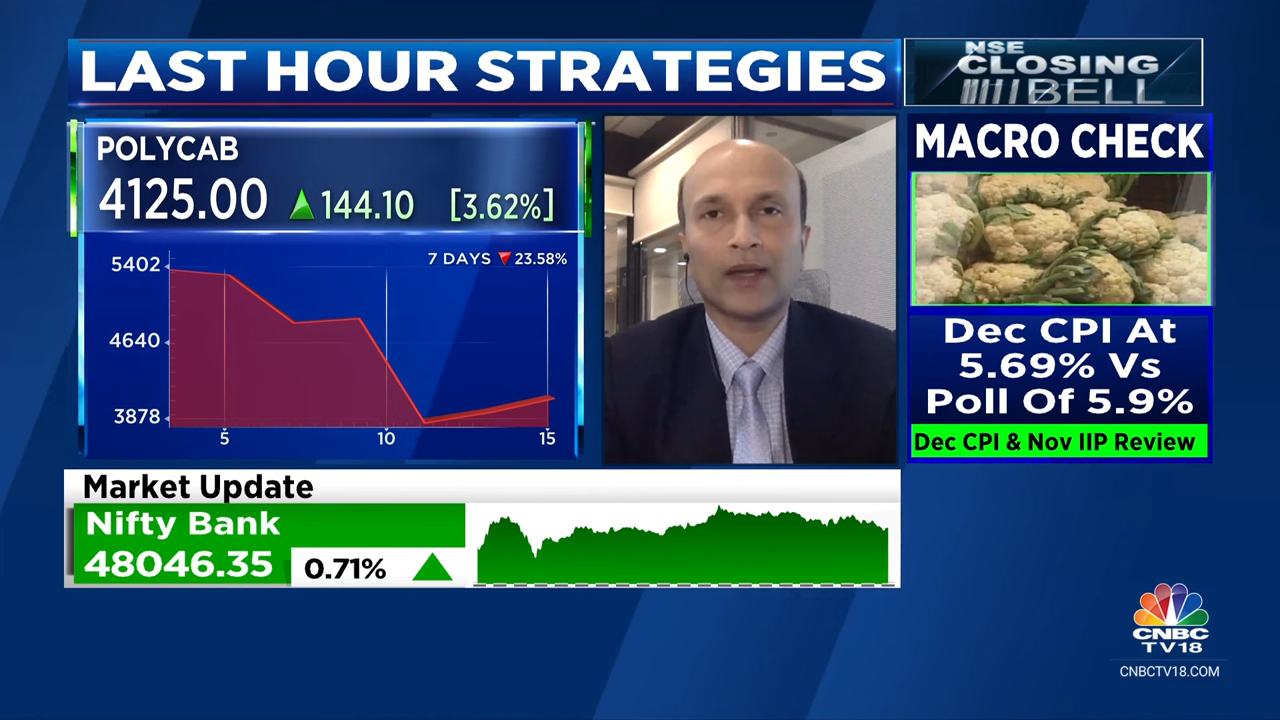 LAST HOUR STRATEGIES
NSE
CLOSING
BELL
POLYCAB
4125.00 ▲ 144.10 [3.62%]
7 DAYS ▼ 23.58%
5402
4640
3878
5 10 15
MACRO CHECK
Dec CPI At
5.69% Vs
Poll Of 5.9%
Dec CPI & Nov IIP Review
Market Update
Nifty Bank
48046.35 0.71% ▲
CNBC
TV18
CNBCTV18.COM